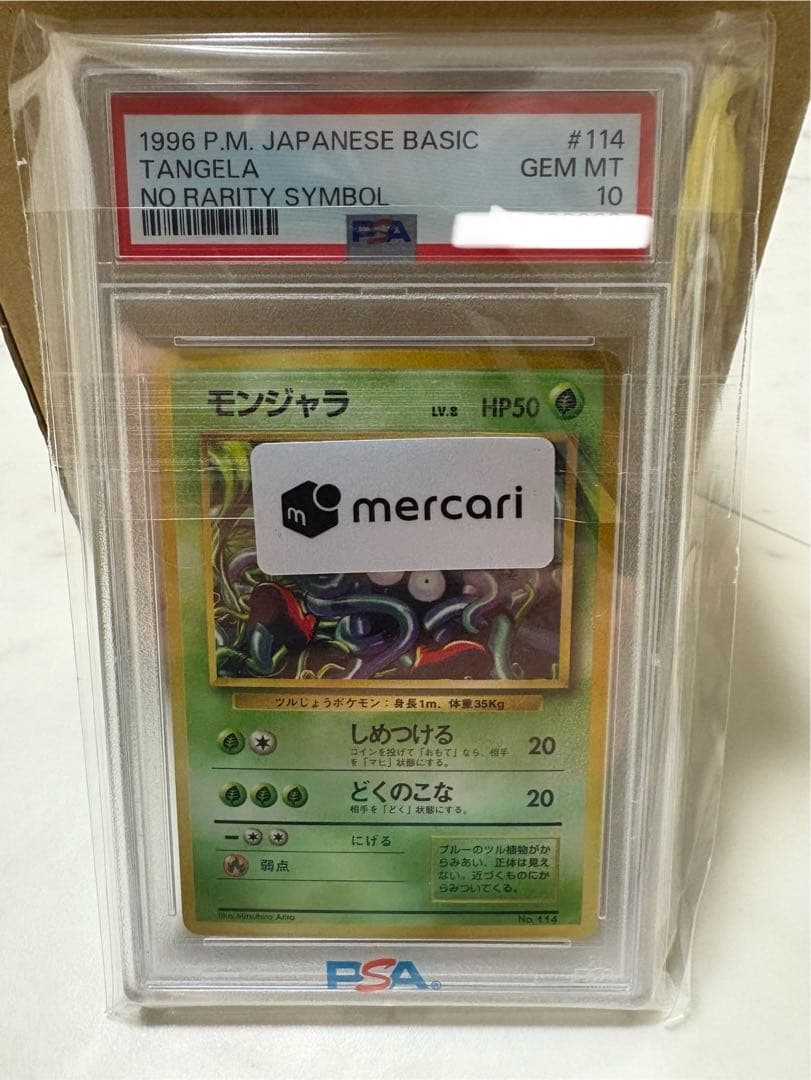 1996 P.M. JAPANESE BASIC #114
TANGELA GEM MT
NO RARITY SYMBOL 10
PSA
モンジャラ LV.8 HP50
m mercari
ツルじょうポケモン：身長1m、体重35Kg
しめつける 20
コインを投げて「おもて」なら、相手
を「マヒ」状態にする。
どくのこな 20
相手を「どく」状態にする。
にげる
弱点
ブルーのツル植物がか
らみあい、正体は見え
ない。近づくものにか
らみついてくる。
Illus. Mitsuhiro Arita No. 114
PSA®